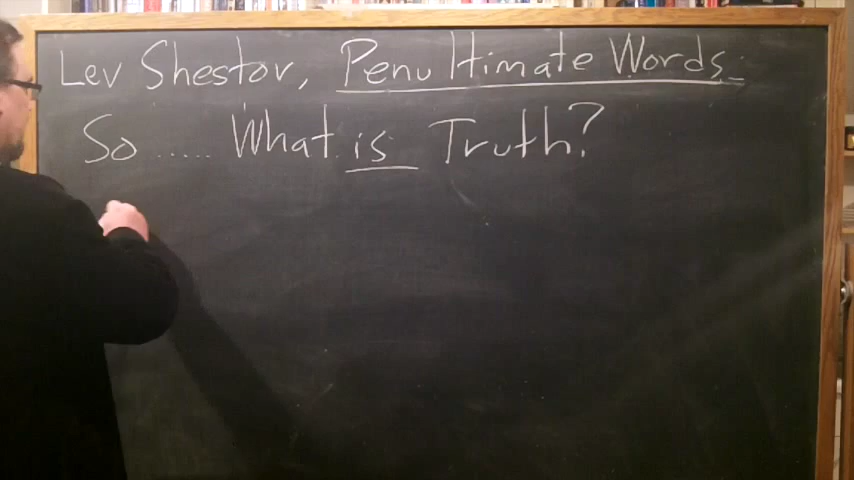 Lev Shestov, Penultimate Words
So ..... What is Truth?